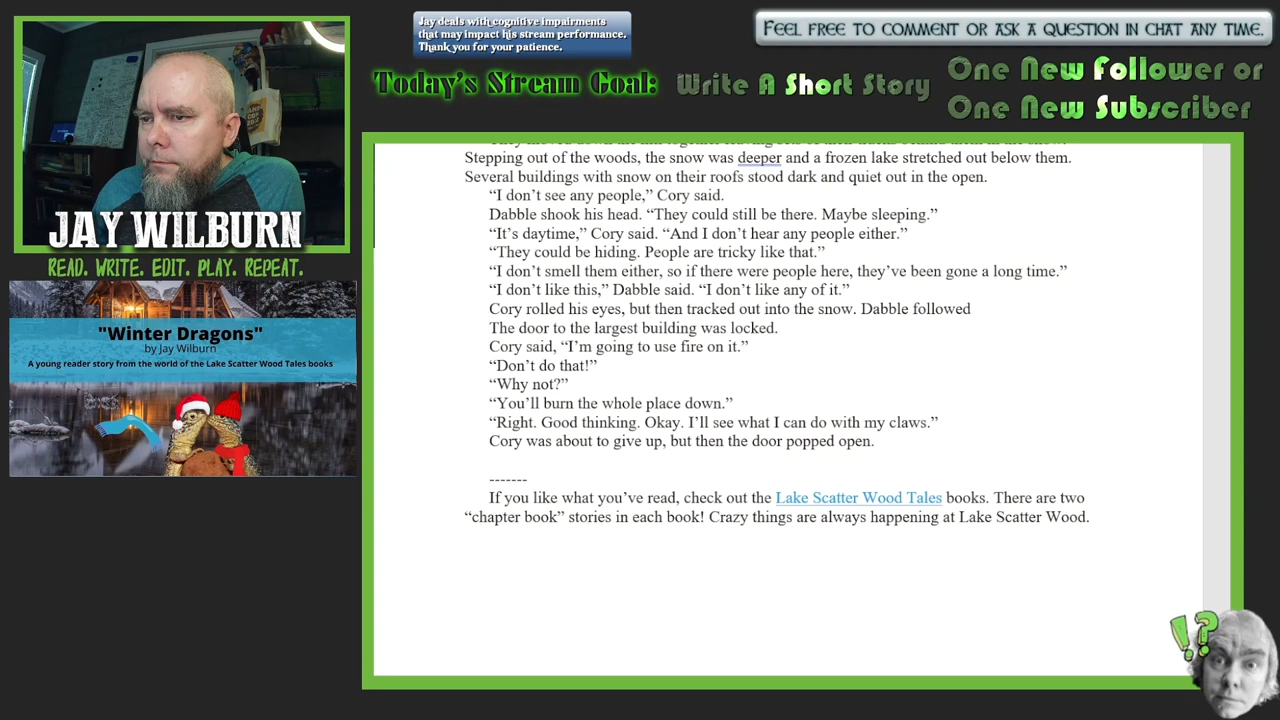 Jay deals with cognitive impairments
that may impact his stream performance.
Thank you for your patience.
Feel free to comment or ask a question in chat any time.
Today's Stream Goal:
Write A Short Story
One New Follower or
One New Subscriber
JAY WILBURN
READ. WRITE. EDIT. PLAY. REPEAT.
"Winter Dragons"
by Jay Wilburn
A young reader story from the world of the Lake Scatter Wood Tales books
Stepping out of the woods, the snow was deeper and a frozen lake stretched out below them.
Several buildings with snow on their roofs stood dark and quiet out in the open.
“I don’t see any people,” Cory said.
Dabble shook his head. “They could still be there. Maybe sleeping.”
“It’s daytime,” Cory said. “And I don’t hear any people either.”
“They could be hiding. People are tricky like that.”
“I don’t smell them either, so if there were people here, they’ve been gone a long time.”
“I don’t like this,” Dabble said. “I don’t like any of it.”
Cory rolled his eyes, but then tracked out into the snow. Dabble followed
The door to the largest building was locked.
Cory said, “I’m going to use fire on it.”
“Don’t do that!”
“Why not?”
“You’ll burn the whole place down.”
“Right. Good thinking. Okay. I’ll see what I can do with my claws.”
Cory was about to give up, but then the door popped open.
-------
If you like what you’ve read, check out the Lake Scatter Wood Tales books. There are two
“chapter book” stories in each book! Crazy things are always happening at Lake Scatter Wood.
!?